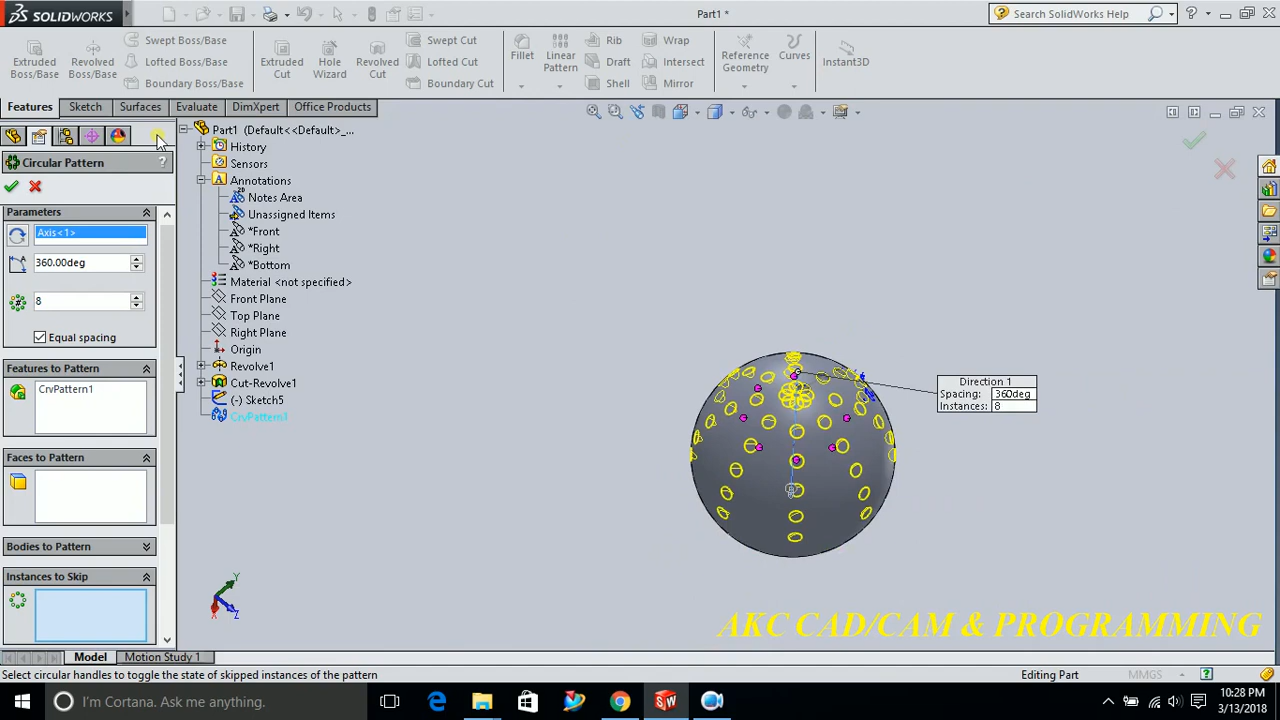 SOLIDWORKS
Part1 *
Search SolidWorks Help
Extruded Boss/Base
Revolved Boss/Base
Swept Boss/Base
Lofted Boss/Base
Boundary Boss/Base
Extruded Cut
Hole Wizard
Revolved Cut
Swept Cut
Lofted Cut
Boundary Cut
Fillet
Linear Pattern
Rib
Draft
Shell
Wrap
Intersect
Mirror
Reference Geometry
Curves
Instant3D
Features
Sketch
Surfaces
Evaluate
DimXpert
Office Products
Circular Pattern
?
Parameters
Axis<1>
360.00deg
8
Equal spacing
Features to Pattern
CrvPattern1
Faces to Pattern
Bodies to Pattern
Instances to Skip
Part1 (Default<<Default>_...
History
Sensors
Annotations
Notes Area
Unassigned Items
*Front
*Right
*Bottom
Material <not specified>
Front Plane
Top Plane
Right Plane
Origin
Revolve1
Cut-Revolve1
(-) Sketch5
CrvPattern1
Direction 1
Spacing: 360deg
Instances: 8
Y
X
Z
AKC CAD/CAM & PROGRAMMING
Model
Motion Study 1
Select circular handles to toggle the state of skipped instances of the pattern
Editing Part
MMGS
I'm Cortana. Ask me anything.
10:28 PM
3/13/2018